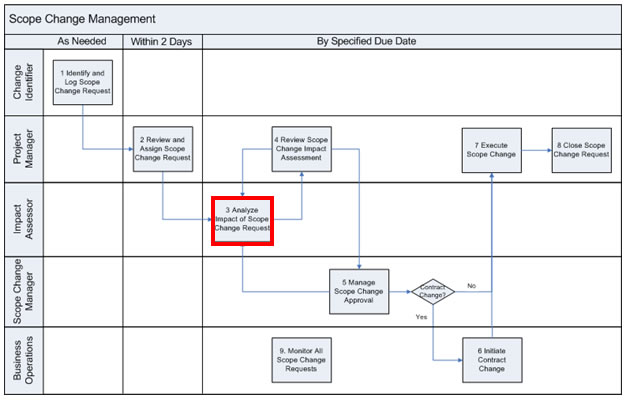 Scope Change Management
As Needed
Within 2 Days
By Specified Due Date
Change
Identifier
1 Identify and
Log Scope
Change Request
Project
Manager
2 Review and
Assign Scope
Change Request
4 Review Scope
Change Impact
Assessment
7 Execute
Scope Change
8 Close Scope
Change Request
Impact
Assessor
3 Analyze
Impact of Scope
Change Request
Scope Change
Manager
5 Manage
Scope Change
Approval
Contract
Change?
No
Yes
Business
Operations
9. Monitor All
Scope Change
Requests
6 Initiate
Contract
Change